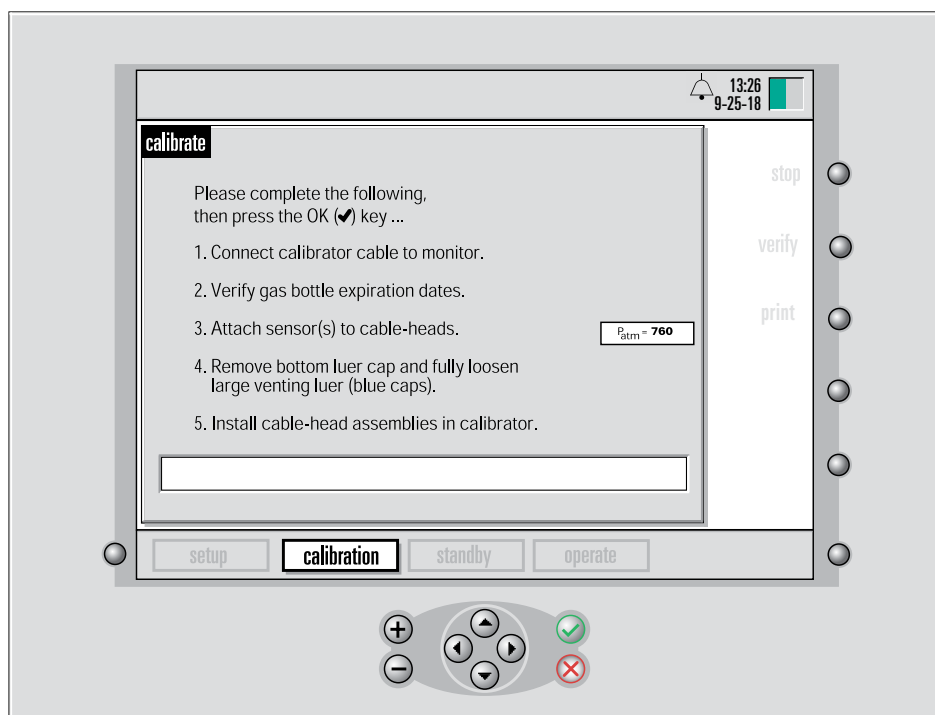 13:26
9-25-18
calibrate
Please complete the following,
then press the OK (✔) key ...
1. Connect calibrator cable to monitor.
2. Verify gas bottle expiration dates.
3. Attach sensor(s) to cable-heads.
Patm = 760
4. Remove bottom luer cap and fully loosen
large venting luer (blue caps).
5. Install cable-head assemblies in calibrator.
stop
verify
print
setup
calibration
standby
operate